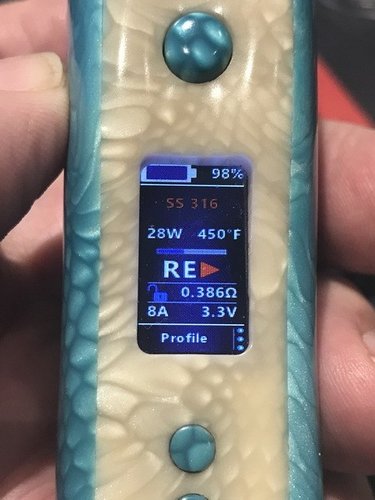 98%
SS 316
28W 450°F
RE
0.386Ω
8A 3.3V
Profile